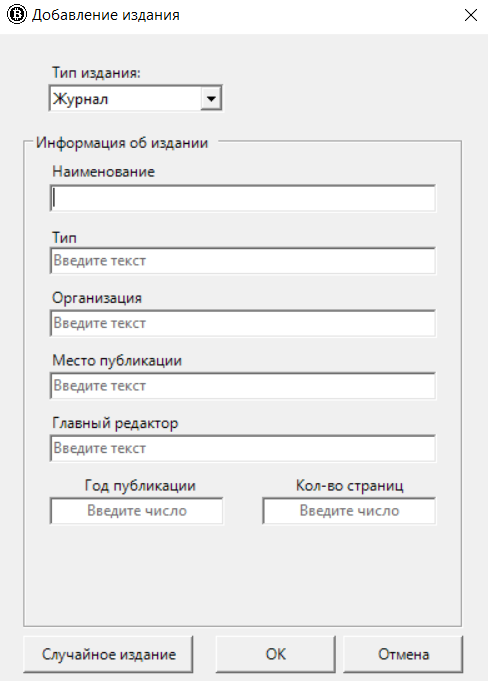 Добавление издания
Тип издания:
Журнал
Информация об издании
Наименование
Тип
Введите текст
Организация
Введите текст
Место публикации
Введите текст
Главный редактор
Введите текст
Год публикации Кол-во страниц
Введите число Введите число
Случайное издание ОК Отмена